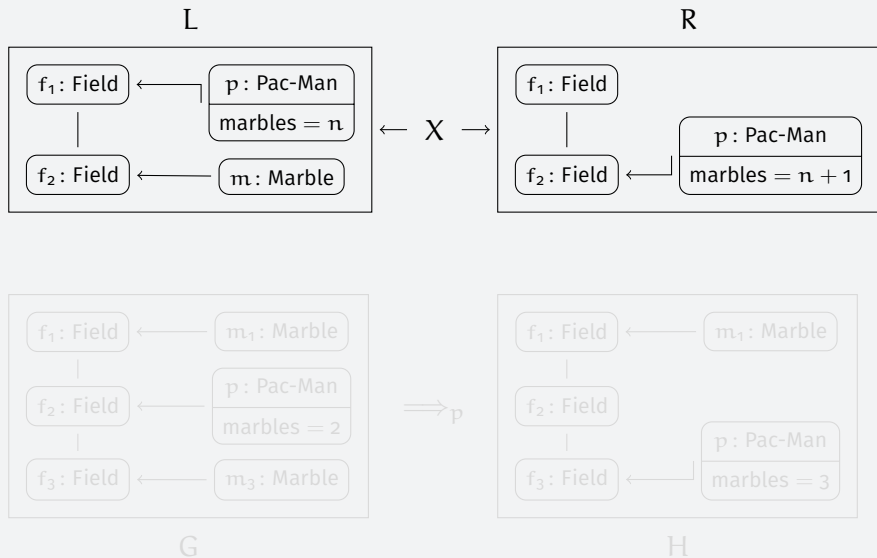 L R
f₁: Field p: Pac-Man f₁: Field
marbles = n ← X → p: Pac-Man
f₂: Field m: Marble f₂: Field marbles = n + 1
f₁: Field m₁: Marble f₁: Field m₁: Marble
p: Pac-Man
f₂: Field ⟹p f₂: Field
marbles = 2 p: Pac-Man
f₃: Field m₃: Marble f₃: Field marbles = 3
G H